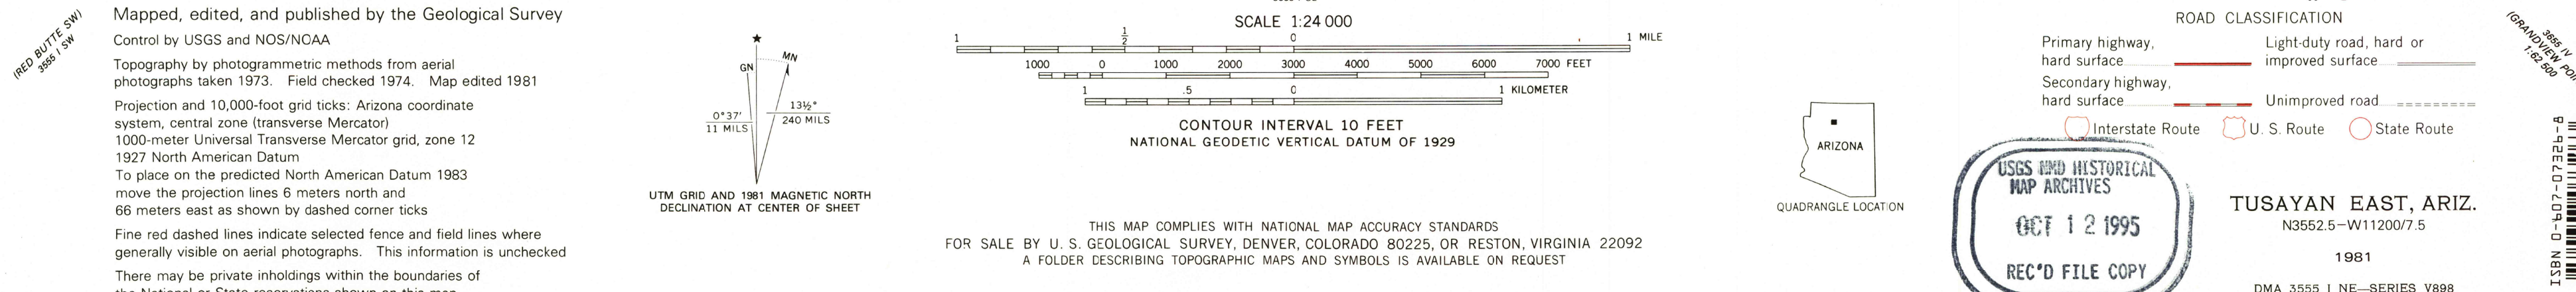 (RED BUTTE SW)
3555 I SW
Mapped, edited, and published by the Geological Survey
Control by USGS and NOS/NOAA
Topography by photogrammetric methods from aerial
photographs taken 1973. Field checked 1974. Map edited 1981
Projection and 10,000-foot grid ticks: Arizona coordinate
system, central zone (transverse Mercator)
1000-meter Universal Transverse Mercator grid, zone 12
1927 North American Datum
To place on the predicted North American Datum 1983
move the projection lines 6 meters north and
66 meters east as shown by dashed corner ticks
Fine red dashed lines indicate selected fence and field lines where
generally visible on aerial photographs. This information is unchecked
There may be private inholdings within the boundaries of
the National or State reservations shown on this map
★
GN
MN
0°37′
11 MILS
13½°
240 MILS
UTM GRID AND 1981 MAGNETIC NORTH
DECLINATION AT CENTER OF SHEET
SCALE 1:24 000
1 ½ 0 1 MILE
1000 0 1000 2000 3000 4000 5000 6000 7000 FEET
1 .5 0 1 KILOMETER
CONTOUR INTERVAL 10 FEET
NATIONAL GEODETIC VERTICAL DATUM OF 1929
THIS MAP COMPLIES WITH NATIONAL MAP ACCURACY STANDARDS
FOR SALE BY U. S. GEOLOGICAL SURVEY, DENVER, COLORADO 80225, OR RESTON, VIRGINIA 22092
A FOLDER DESCRIBING TOPOGRAPHIC MAPS AND SYMBOLS IS AVAILABLE ON REQUEST
ARIZONA
QUADRANGLE LOCATION
ROAD CLASSIFICATION
Primary highway,
hard surface
Light-duty road, hard or
improved surface
Secondary highway,
hard surface
Unimproved road
Interstate Route
U. S. Route
State Route
USGS NMD HISTORICAL
MAP ARCHIVES
OCT 12 1995
REC'D FILE COPY
TUSAYAN EAST, ARIZ.
N3552.5–W11200/7.5
1981
DMA 3555 I NE—SERIES V898
3655 IV
(GRANDVIEW POI
1:62 500
ISBN 0-607-07326-8